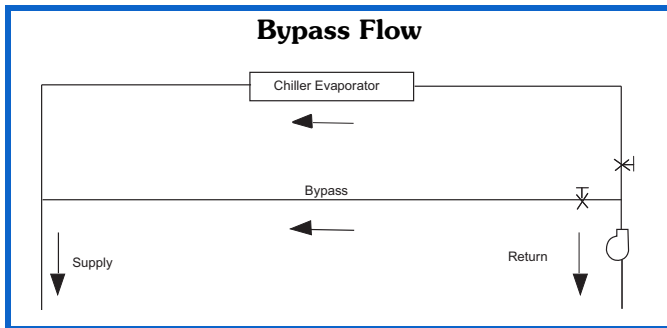 Bypass Flow
Chiller Evaporator
Bypass
Supply
Return